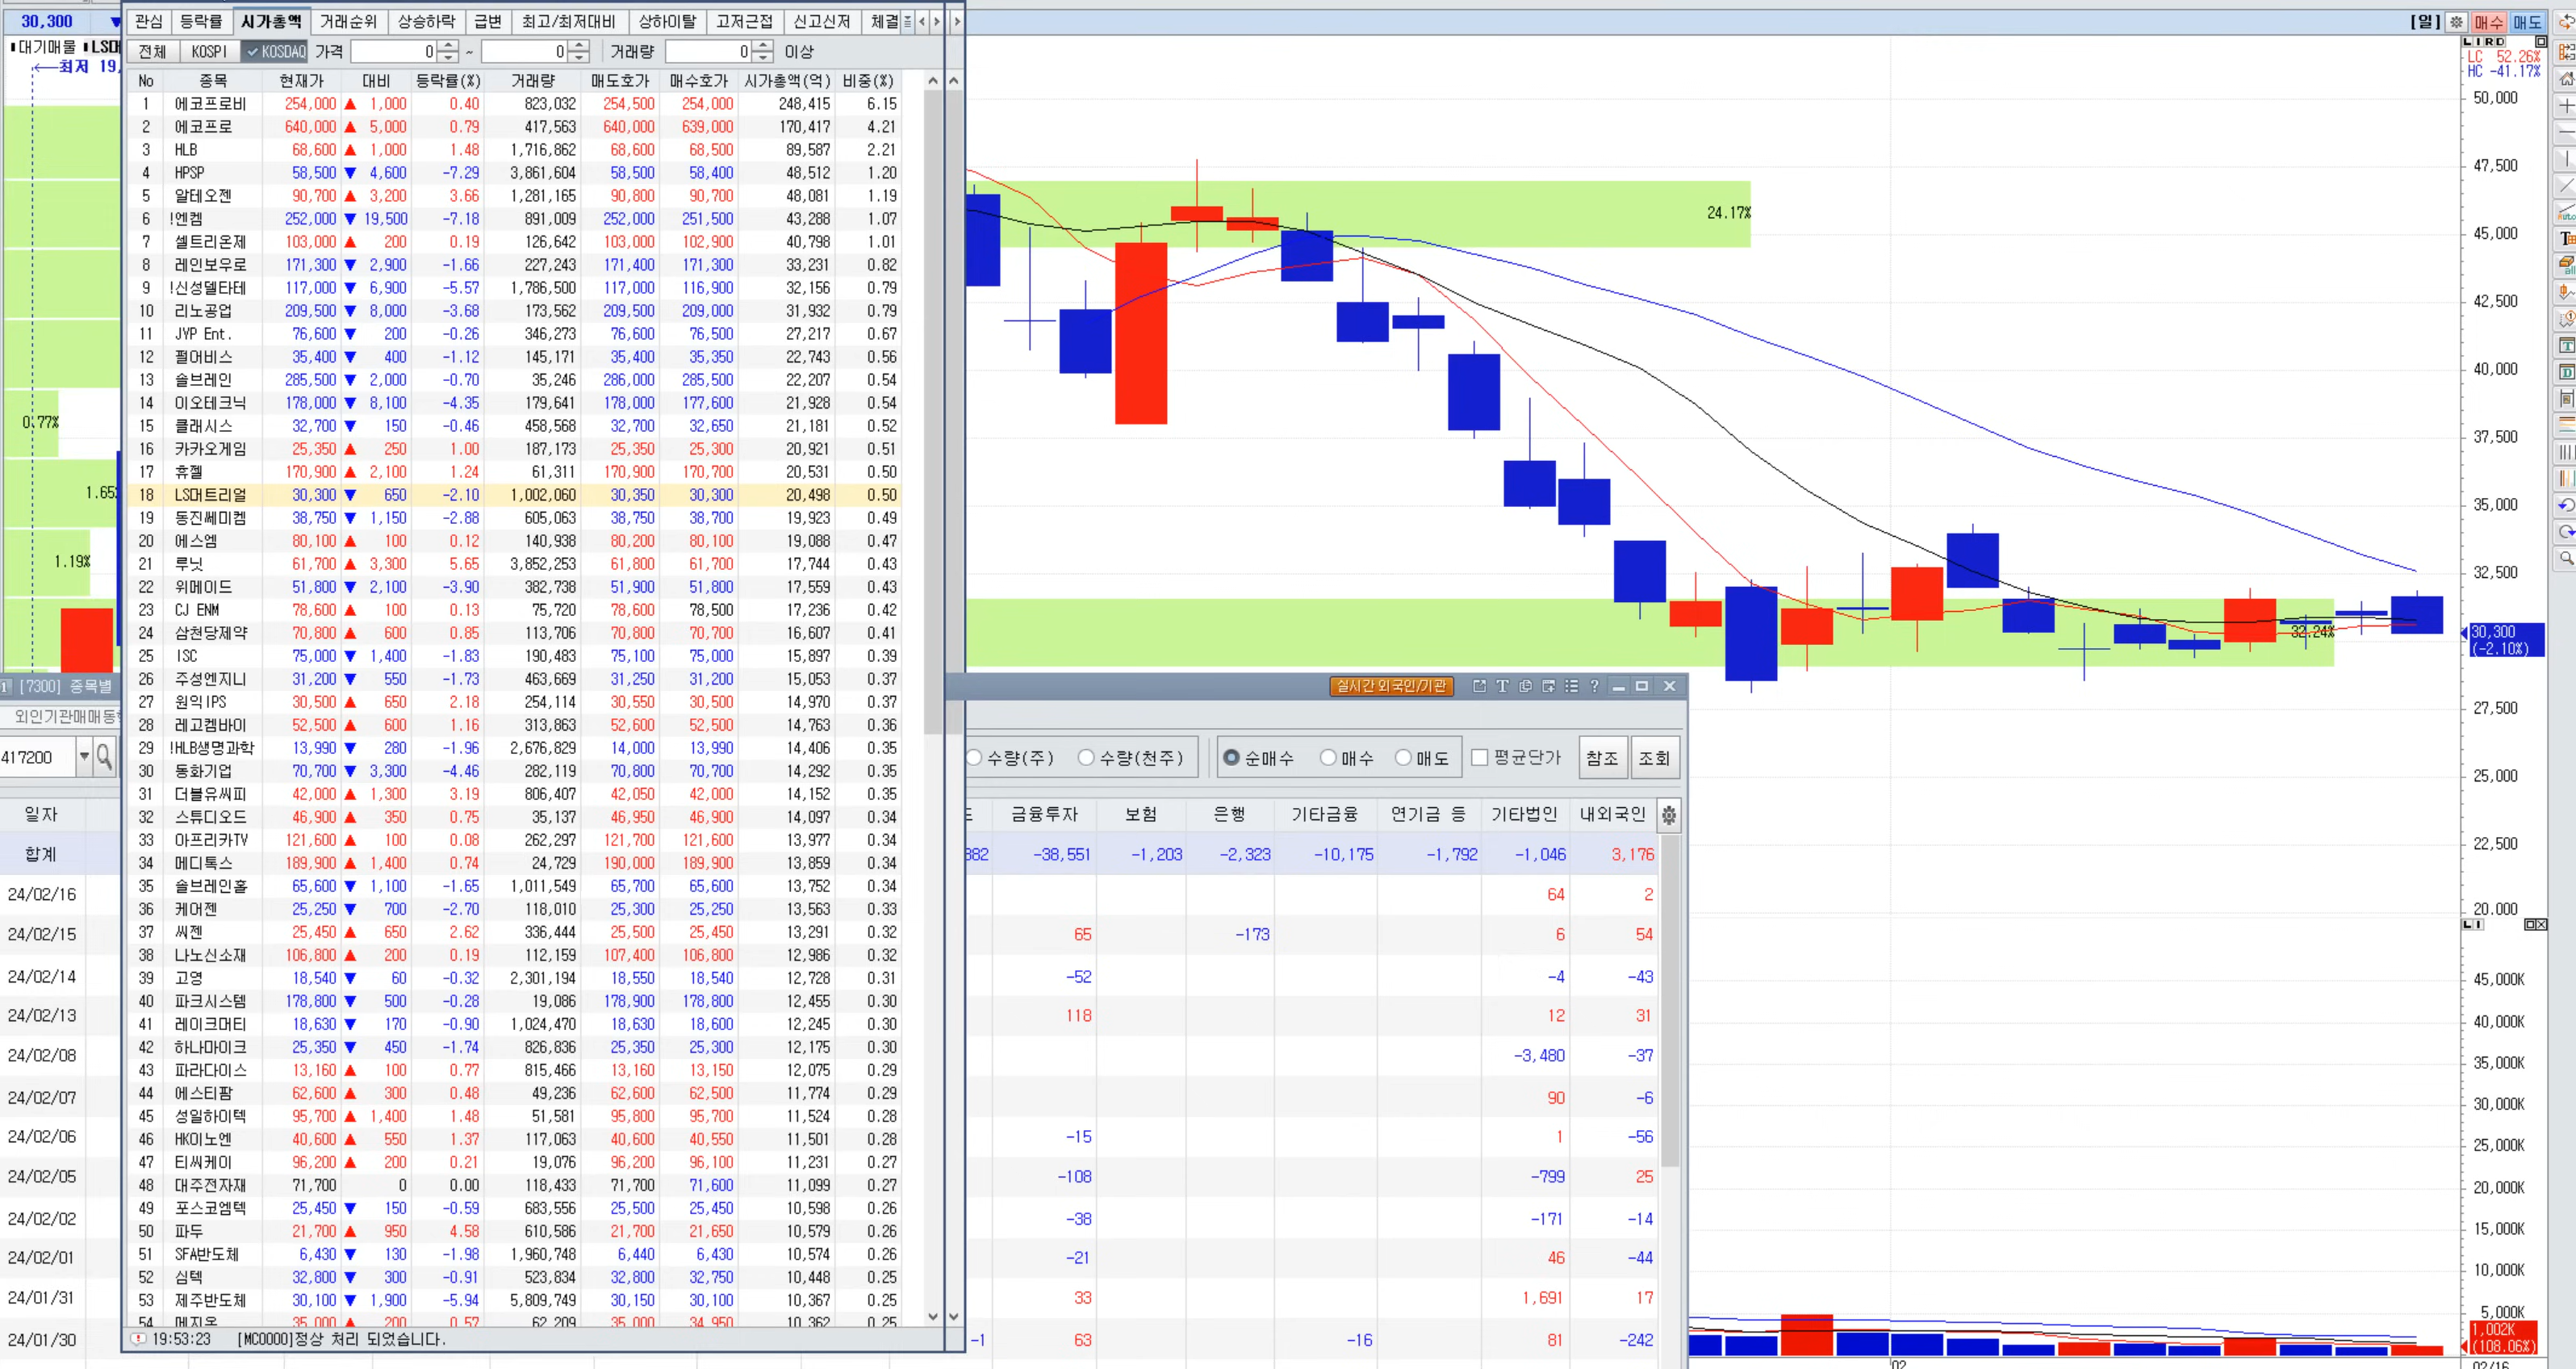 30,300 ▼
관심 등락률 시가총액 거래순위 상승하락 급변 최고/최저대비 상하이탈 고저근접 신고신저 체결
전체 KOSPI KOSDAQ 가격 0 ~ 0 거래량 0 이상
대기매물 LS머
최저 19,
No 종목 현재가 대비 등락률(%) 거래량 매도호가 매수호가 시가총액(억) 비중(%)
1 에코프로비 254,000 ▲ 1,000 0.40 823,032 254,500 254,000 248,415 6.15
2 에코프로 640,000 ▲ 5,000 0.79 417,563 640,000 639,000 170,417 4.21
3 HLB 68,600 ▲ 1,000 1.48 1,716,862 68,600 68,500 89,587 2.21
4 HPSP 58,500 ▼ 4,600 -7.29 3,861,604 58,500 58,400 48,512 1.20
5 알테오젠 90,700 ▲ 3,200 3.66 1,281,165 90,800 90,700 48,081 1.19
6 !엔켐 252,000 ▼ 19,500 -7.18 891,009 252,000 251,500 43,288 1.07
7 셀트리온제 103,000 ▲ 200 0.19 126,642 103,000 102,900 40,798 1.01
8 레인보우로 171,300 ▼ 2,900 -1.66 227,243 171,400 171,300 33,231 0.82
9 !신성델타테 117,000 ▼ 6,900 -5.57 1,786,500 117,000 116,900 32,156 0.79
10 리노공업 209,500 ▼ 8,000 -3.68 173,562 209,500 209,000 31,932 0.79
11 JYP Ent. 76,600 ▼ 200 -0.26 346,273 76,600 76,500 27,217 0.67
12 펄어비스 35,400 ▼ 400 -1.12 145,171 35,400 35,350 22,743 0.56
13 솔브레인 285,500 ▼ 2,000 -0.70 35,246 286,000 285,500 22,207 0.54
14 이오테크닉 178,000 ▼ 8,100 -4.35 179,641 178,000 177,600 21,928 0.54
15 클래시스 32,700 ▼ 150 -0.46 458,568 32,700 32,650 21,181 0.52
16 카카오게임 25,350 ▲ 250 1.00 187,173 25,350 25,300 20,921 0.51
17 휴젤 170,900 ▲ 2,100 1.24 61,311 170,900 170,700 20,531 0.50
18 LS머트리얼 30,300 ▼ 650 -2.10 1,002,060 30,350 30,300 20,498 0.50
19 동진쎄미켐 38,750 ▼ 1,150 -2.88 605,063 38,750 38,700 19,923 0.49
20 에스엠 80,100 ▲ 100 0.12 140,938 80,200 80,100 19,088 0.47
21 루닛 61,700 ▲ 3,300 5.65 3,852,253 61,800 61,700 17,744 0.43
22 위메이드 51,800 ▼ 2,100 -3.90 382,738 51,900 51,800 17,559 0.43
23 CJ ENM 78,600 ▲ 100 0.13 75,720 78,600 78,500 17,236 0.42
24 삼천당제약 70,800 ▲ 600 0.85 113,706 70,800 70,700 16,607 0.41
25 ISC 75,000 ▼ 1,400 -1.83 190,483 75,100 75,000 15,897 0.39
26 주성엔지니 31,200 ▼ 550 -1.73 463,669 31,250 31,200 15,053 0.37
27 원익IPS 30,500 ▲ 650 2.18 254,114 30,550 30,500 14,970 0.37
28 레고켐바이 52,500 ▲ 600 1.16 313,863 52,600 52,500 14,763 0.36
29 !HLB생명과학 13,990 ▼ 280 -1.96 2,676,829 14,000 13,990 14,406 0.35
30 동화기업 70,700 ▼ 3,300 -4.46 282,119 70,800 70,700 14,292 0.35
31 더블유씨피 42,000 ▲ 1,300 3.19 806,407 42,050 42,000 14,152 0.35
32 스튜디오드 46,900 ▲ 350 0.75 35,137 46,950 46,900 14,097 0.34
33 아프리카TV 121,600 ▲ 100 0.08 262,297 121,700 121,600 13,977 0.34
34 메디톡스 189,900 ▲ 1,400 0.74 24,729 190,000 189,900 13,859 0.34
35 솔브레인홀 65,600 ▼ 1,100 -1.65 1,011,549 65,700 65,600 13,752 0.34
36 케어젠 25,250 ▼ 700 -2.70 118,010 25,300 25,250 13,563 0.33
37 씨젠 25,450 ▲ 650 2.62 336,444 25,500 25,450 13,291 0.32
38 나노신소재 106,800 ▲ 200 0.19 112,159 107,400 106,800 12,986 0.32
39 고영 18,540 ▼ 60 -0.32 2,301,194 18,550 18,540 12,728 0.31
40 파크시스템 178,800 ▼ 500 -0.28 19,086 178,900 178,800 12,455 0.30
41 레이크머티 18,630 ▼ 170 -0.90 1,024,470 18,630 18,600 12,245 0.30
42 하나마이크 25,350 ▼ 450 -1.74 826,836 25,350 25,300 12,175 0.30
43 파라다이스 13,160 ▲ 100 0.77 815,466 13,160 13,150 12,075 0.29
44 에스티팜 62,600 ▲ 300 0.48 49,236 62,600 62,500 11,774 0.29
45 성일하이텍 95,700 ▲ 1,400 1.48 51,581 95,800 95,700 11,524 0.28
46 HK이노엔 40,600 ▲ 550 1.37 117,063 40,600 40,550 11,501 0.28
47 티씨케이 96,200 ▲ 200 0.21 19,076 96,200 96,100 11,231 0.27
48 대주전자재 71,700 0 0.00 118,433 71,700 71,600 11,099 0.27
49 포스코엠텍 25,450 ▼ 150 -0.59 683,556 25,500 25,450 10,598 0.26
50 파두 21,700 ▲ 950 4.58 610,586 21,700 21,650 10,579 0.26
51 SFA반도체 6,430 ▼ 130 -1.98 1,960,748 6,440 6,430 10,574 0.26
52 심텍 32,800 ▼ 300 -0.91 523,834 32,800 32,750 10,448 0.25
53 제주반도체 30,100 ▼ 1,900 -5.94 5,809,749 30,150 30,100 10,367 0.25
54 메지온 35,000 ▲ 200 0.57 62,209 35,000 34,950 10,362 0.25
19:53:23 [MC0000]정상 처리 되었습니다.
0.77%
1.65%
1.19%
[7300] 종목별
외인기관매매동
417200
일자
합계
24/02/16
24/02/15
24/02/14
24/02/13
24/02/08
24/02/07
24/02/06
24/02/05
24/02/02
24/02/01
24/01/31
24/01/30
[일] 매수 매도
L I R D
LC 52.26%
HC -41.17%
50,000
47,500
45,000
42,500
40,000
37,500
35,000
32,500
30,300
(-2.10%)
27,500
25,000
22,500
20,000
24.17%
32.24%
실시간 외국인/기관
수량(주) 수량(천주) 순매수 매수 매도 평균단가 참조 조회
금융투자 보험 은행 기타금융 연기금 등 기타법인 내외국인
882 -38,551 -1,203 -2,323 -10,175 -1,792 -1,046 3,176
64 2
65 -173 6 54
-52 -4 -43
118 12 31
-3,480 -37
90 -6
-15 1 -56
-108 -799 25
-38 -171 -14
-21 46 -44
33 1,691 17
-1 63 -16 81 -242
L I
45,000K
40,000K
35,000K
30,000K
25,000K
20,000K
15,000K
10,000K
5,000K
1,002K
(108.06%)
02
02/16